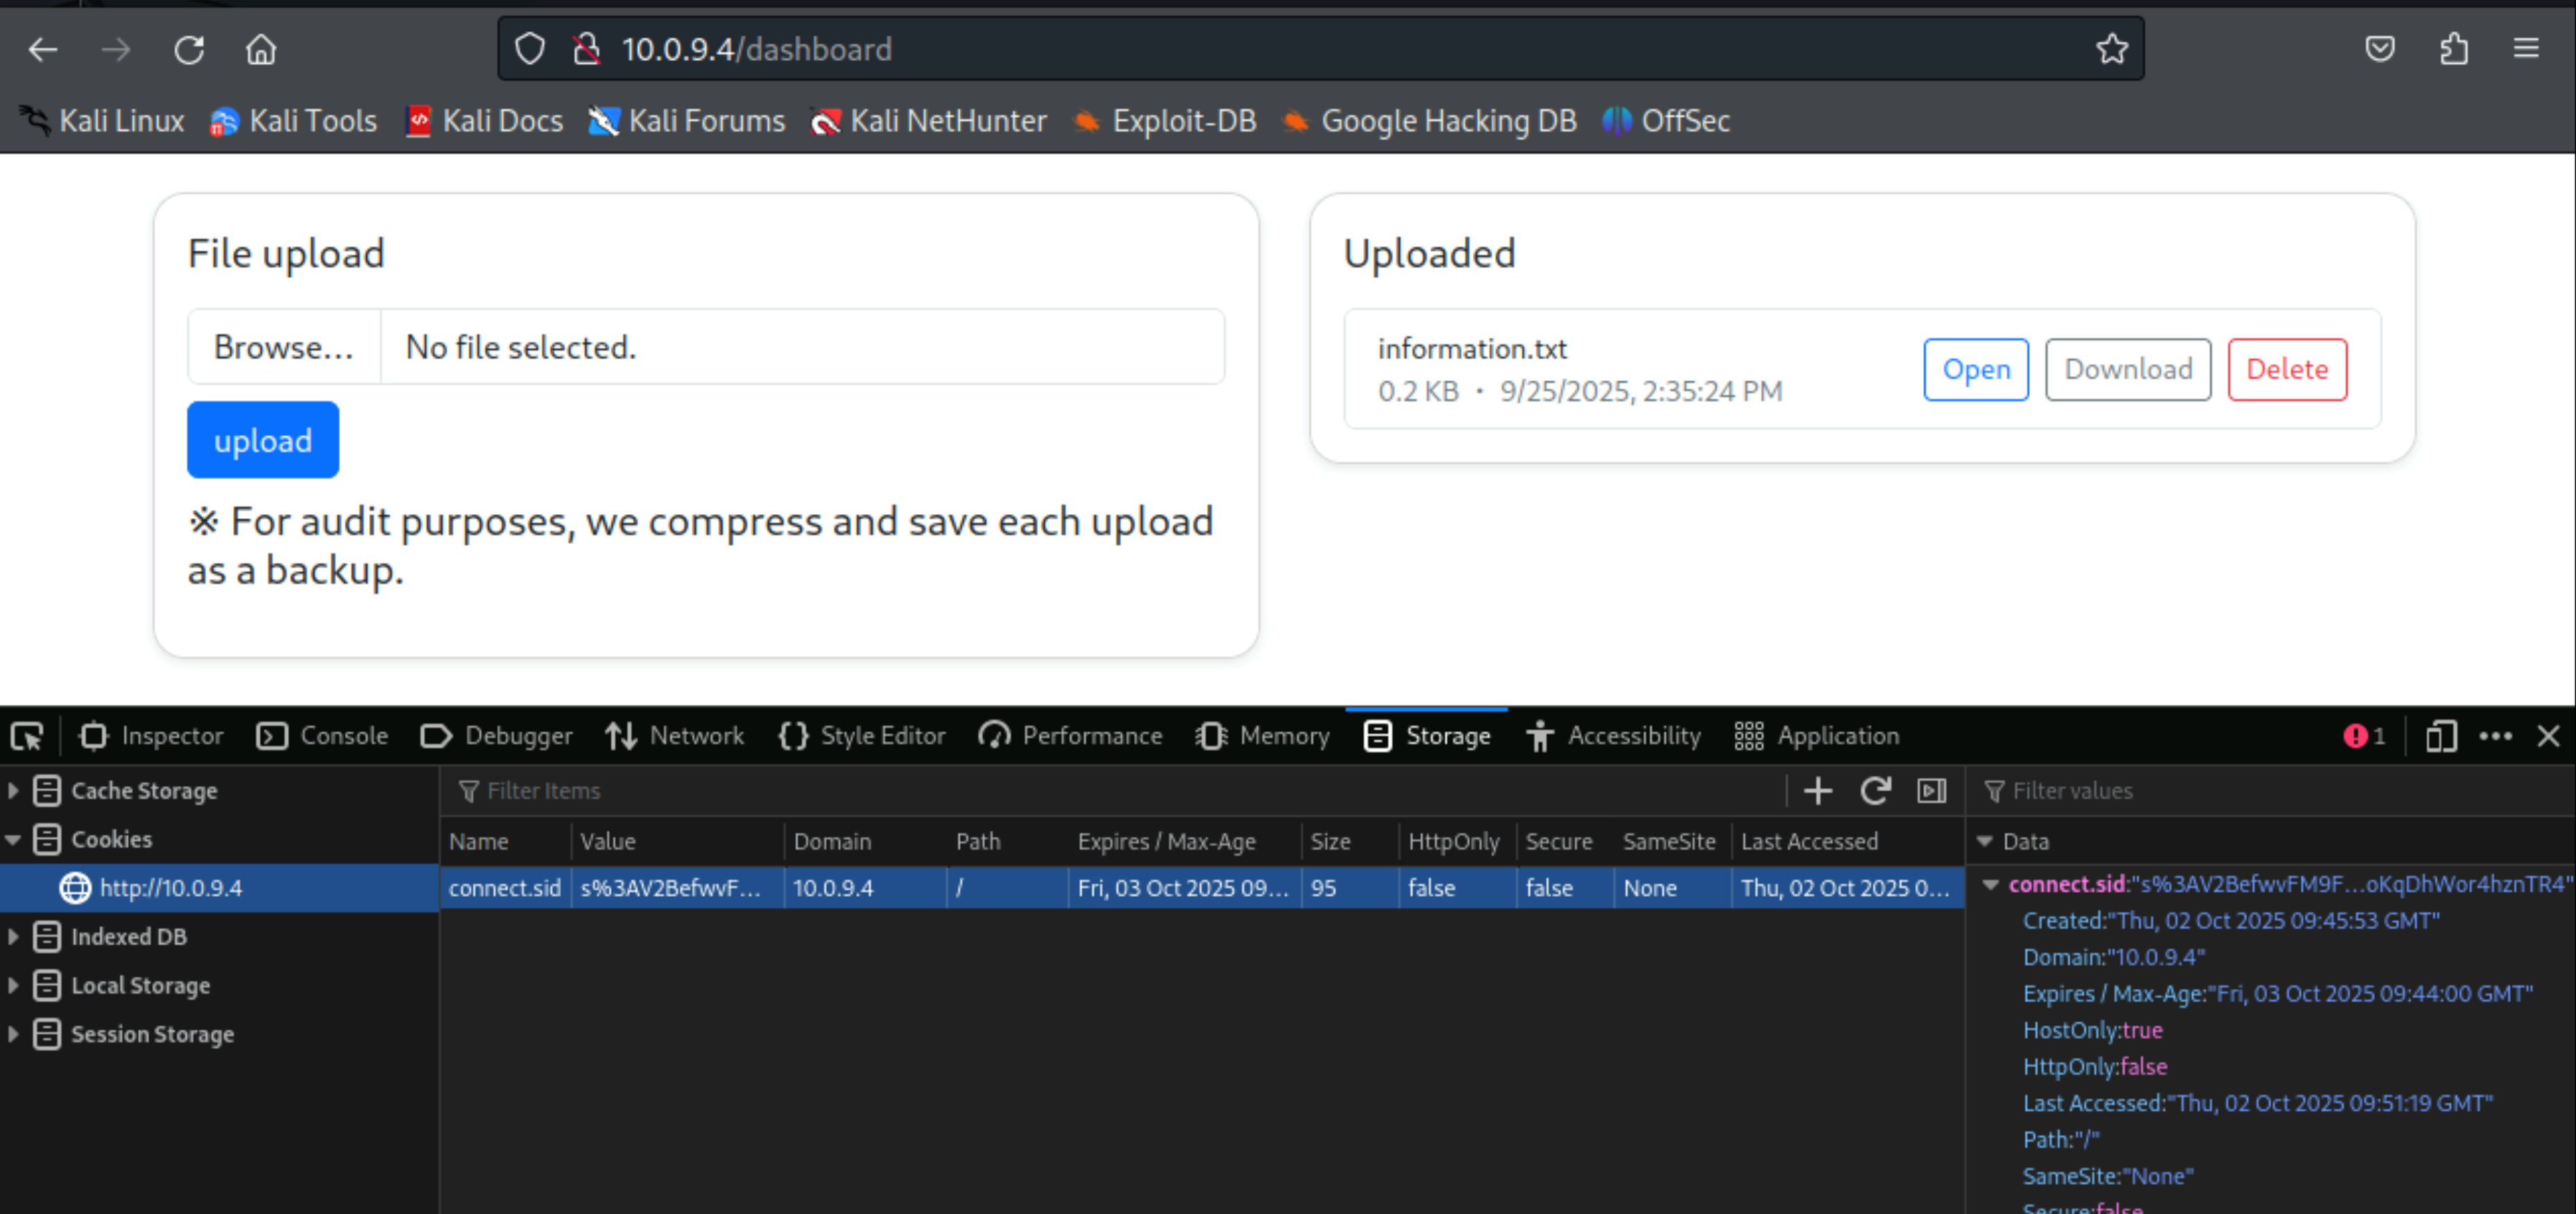 10.0.9.4/dashboard
Kali Linux Kali Tools Kali Docs Kali Forums Kali NetHunter Exploit-DB Google Hacking DB OffSec
File upload
Browse... No file selected.
upload
※ For audit purposes, we compress and save each upload
as a backup.
Uploaded
information.txt
0.2 KB · 9/25/2025, 2:35:24 PM
Open Download Delete
Inspector Console Debugger Network Style Editor Performance Memory Storage Accessibility Application 1
Cache Storage
Cookies
http://10.0.9.4
Indexed DB
Local Storage
Session Storage
Filter Items
Name Value Domain Path Expires / Max-Age Size HttpOnly Secure SameSite Last Accessed
connect.sid s%3AV2BefwvF... 10.0.9.4 / Fri, 03 Oct 2025 09... 95 false false None Thu, 02 Oct 2025 0...
Filter values
Data
connect.sid:"s%3AV2BefwvFM9F...oKqDhWor4hznTR4"
Created:"Thu, 02 Oct 2025 09:45:53 GMT"
Domain:"10.0.9.4"
Expires / Max-Age:"Fri, 03 Oct 2025 09:44:00 GMT"
HostOnly:true
HttpOnly:false
Last Accessed:"Thu, 02 Oct 2025 09:51:19 GMT"
Path:"/"
SameSite:"None"
Secure:false